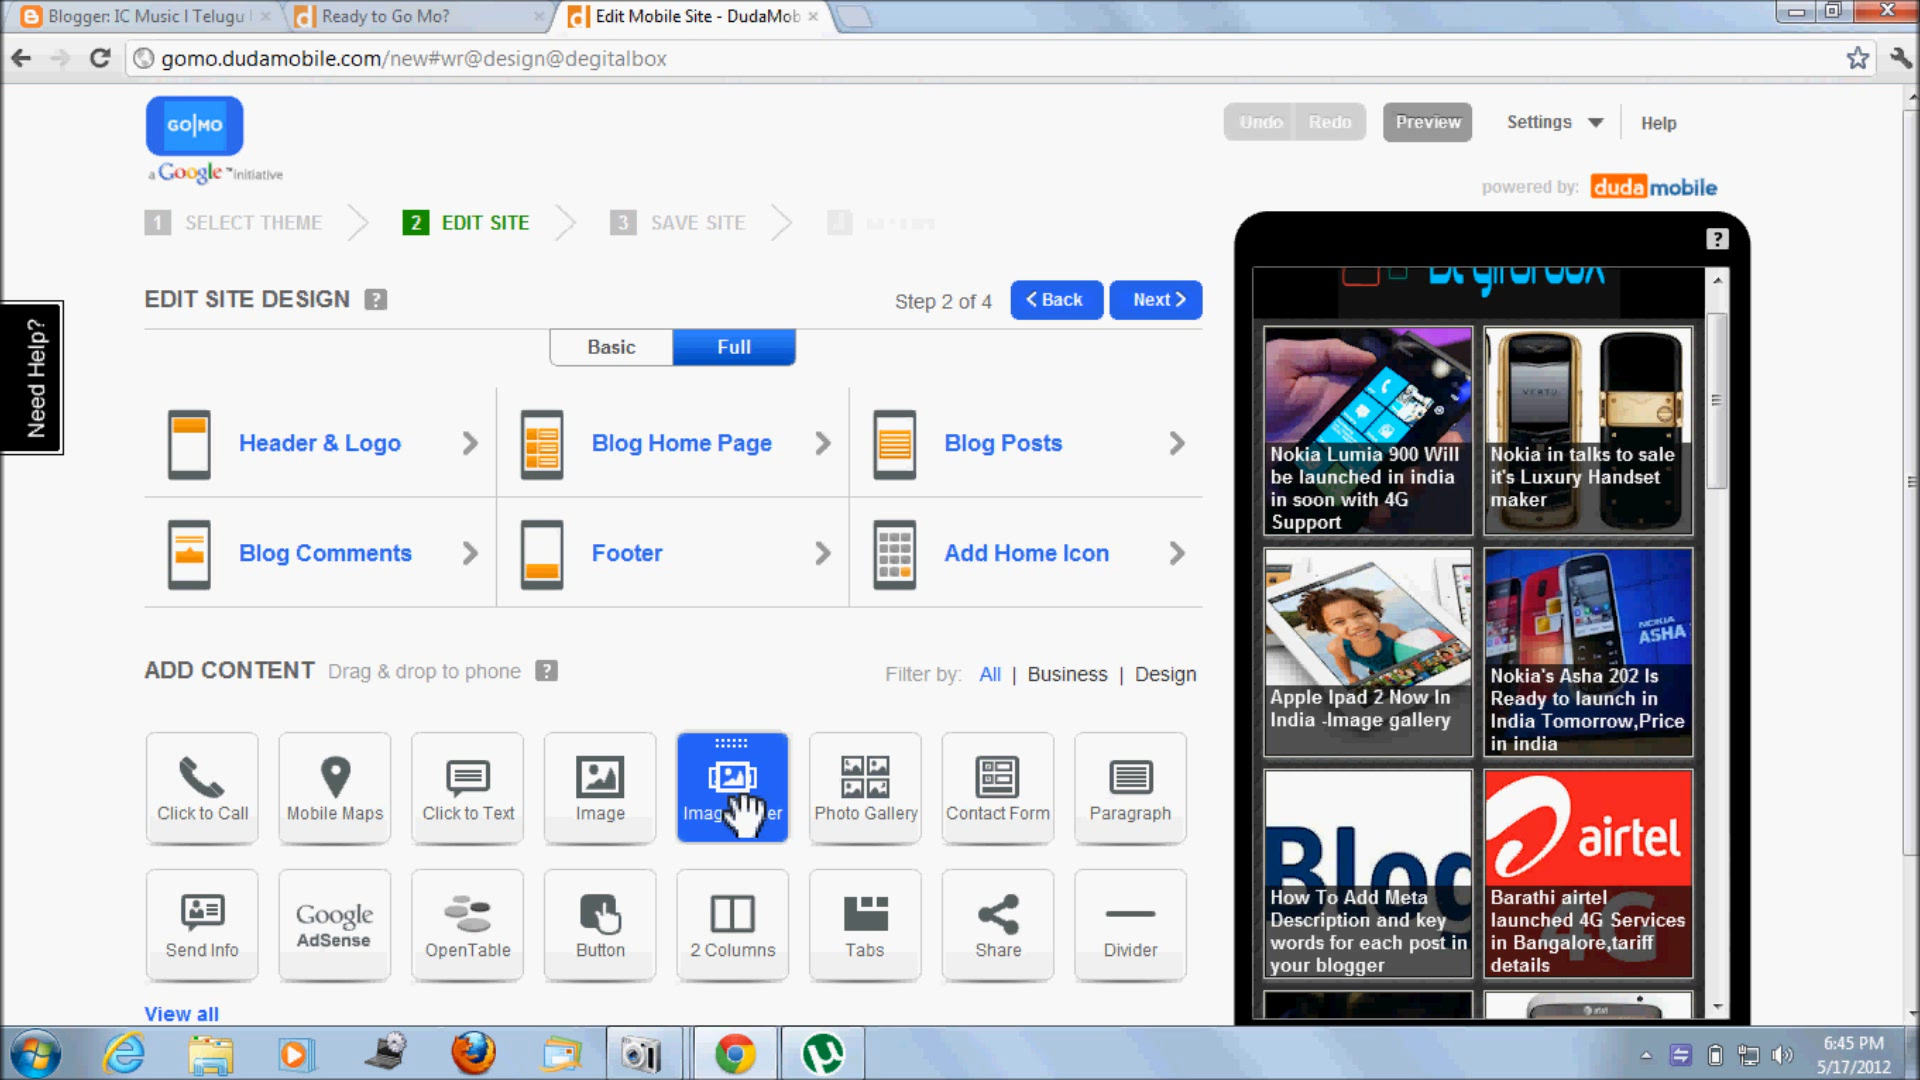 Blogger: IC Music l Telugu
Ready to Go Mo?
Edit Mobile Site - DudaMob
gomo.dudamobile.com/new#wr@design@degitalbox
GO|MO
a Google™initiative
Undo
Redo
Preview
Settings
Help
powered by: dudamobile
1 SELECT THEME
2 EDIT SITE
3 SAVE SITE
EDIT SITE DESIGN ?
Step 2 of 4
< Back
Next >
Need Help?
Basic
Full
Header & Logo
Blog Home Page
Blog Posts
Blog Comments
Footer
Add Home Icon
ADD CONTENT Drag & drop to phone ?
Filter by: All | Business | Design
Click to Call
Mobile Maps
Click to Text
Image
Photo Gallery
Contact Form
Paragraph
Send Info
Google
AdSense
OpenTable
Button
2 Columns
Tabs
Share
Divider
View all
?
Nokia Lumia 900 Will
be launched in india
in soon with 4G
Support
VERTU
Nokia in talks to sale
it's Luxury Handset
maker
Apple Ipad 2 Now In
India -Image gallery
NOKIA
ASHA
Nokia's Asha 202 Is
Ready to launch in
India Tomorrow,Price
in india
Blog
How To Add Meta
Description and key
words for each post in
your blogger
airtel
4G
Barathi airtel
launched 4G Services
in Bangalore,tariff
details
at&t
6:45 PM
5/17/2012